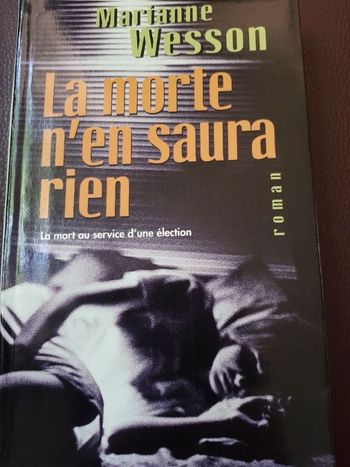 Marianne
Wesson
La morte
n'en saura
rien
roman
La mort au service d'une élection